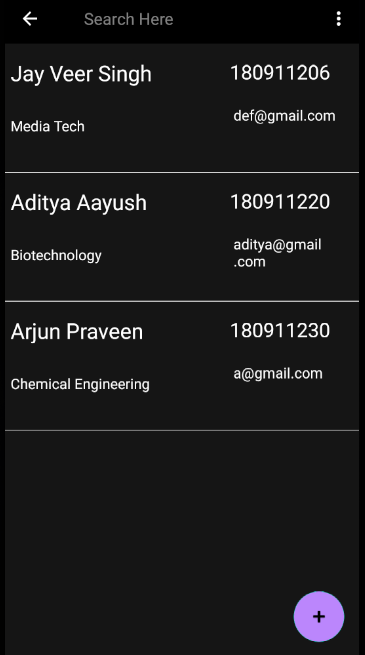 Search Here
Jay Veer Singh
180911206
def@gmail.com
Media Tech
Aditya Aayush
180911220
aditya@gmail
.com
Biotechnology
Arjun Praveen
180911230
a@gmail.com
Chemical Engineering
+